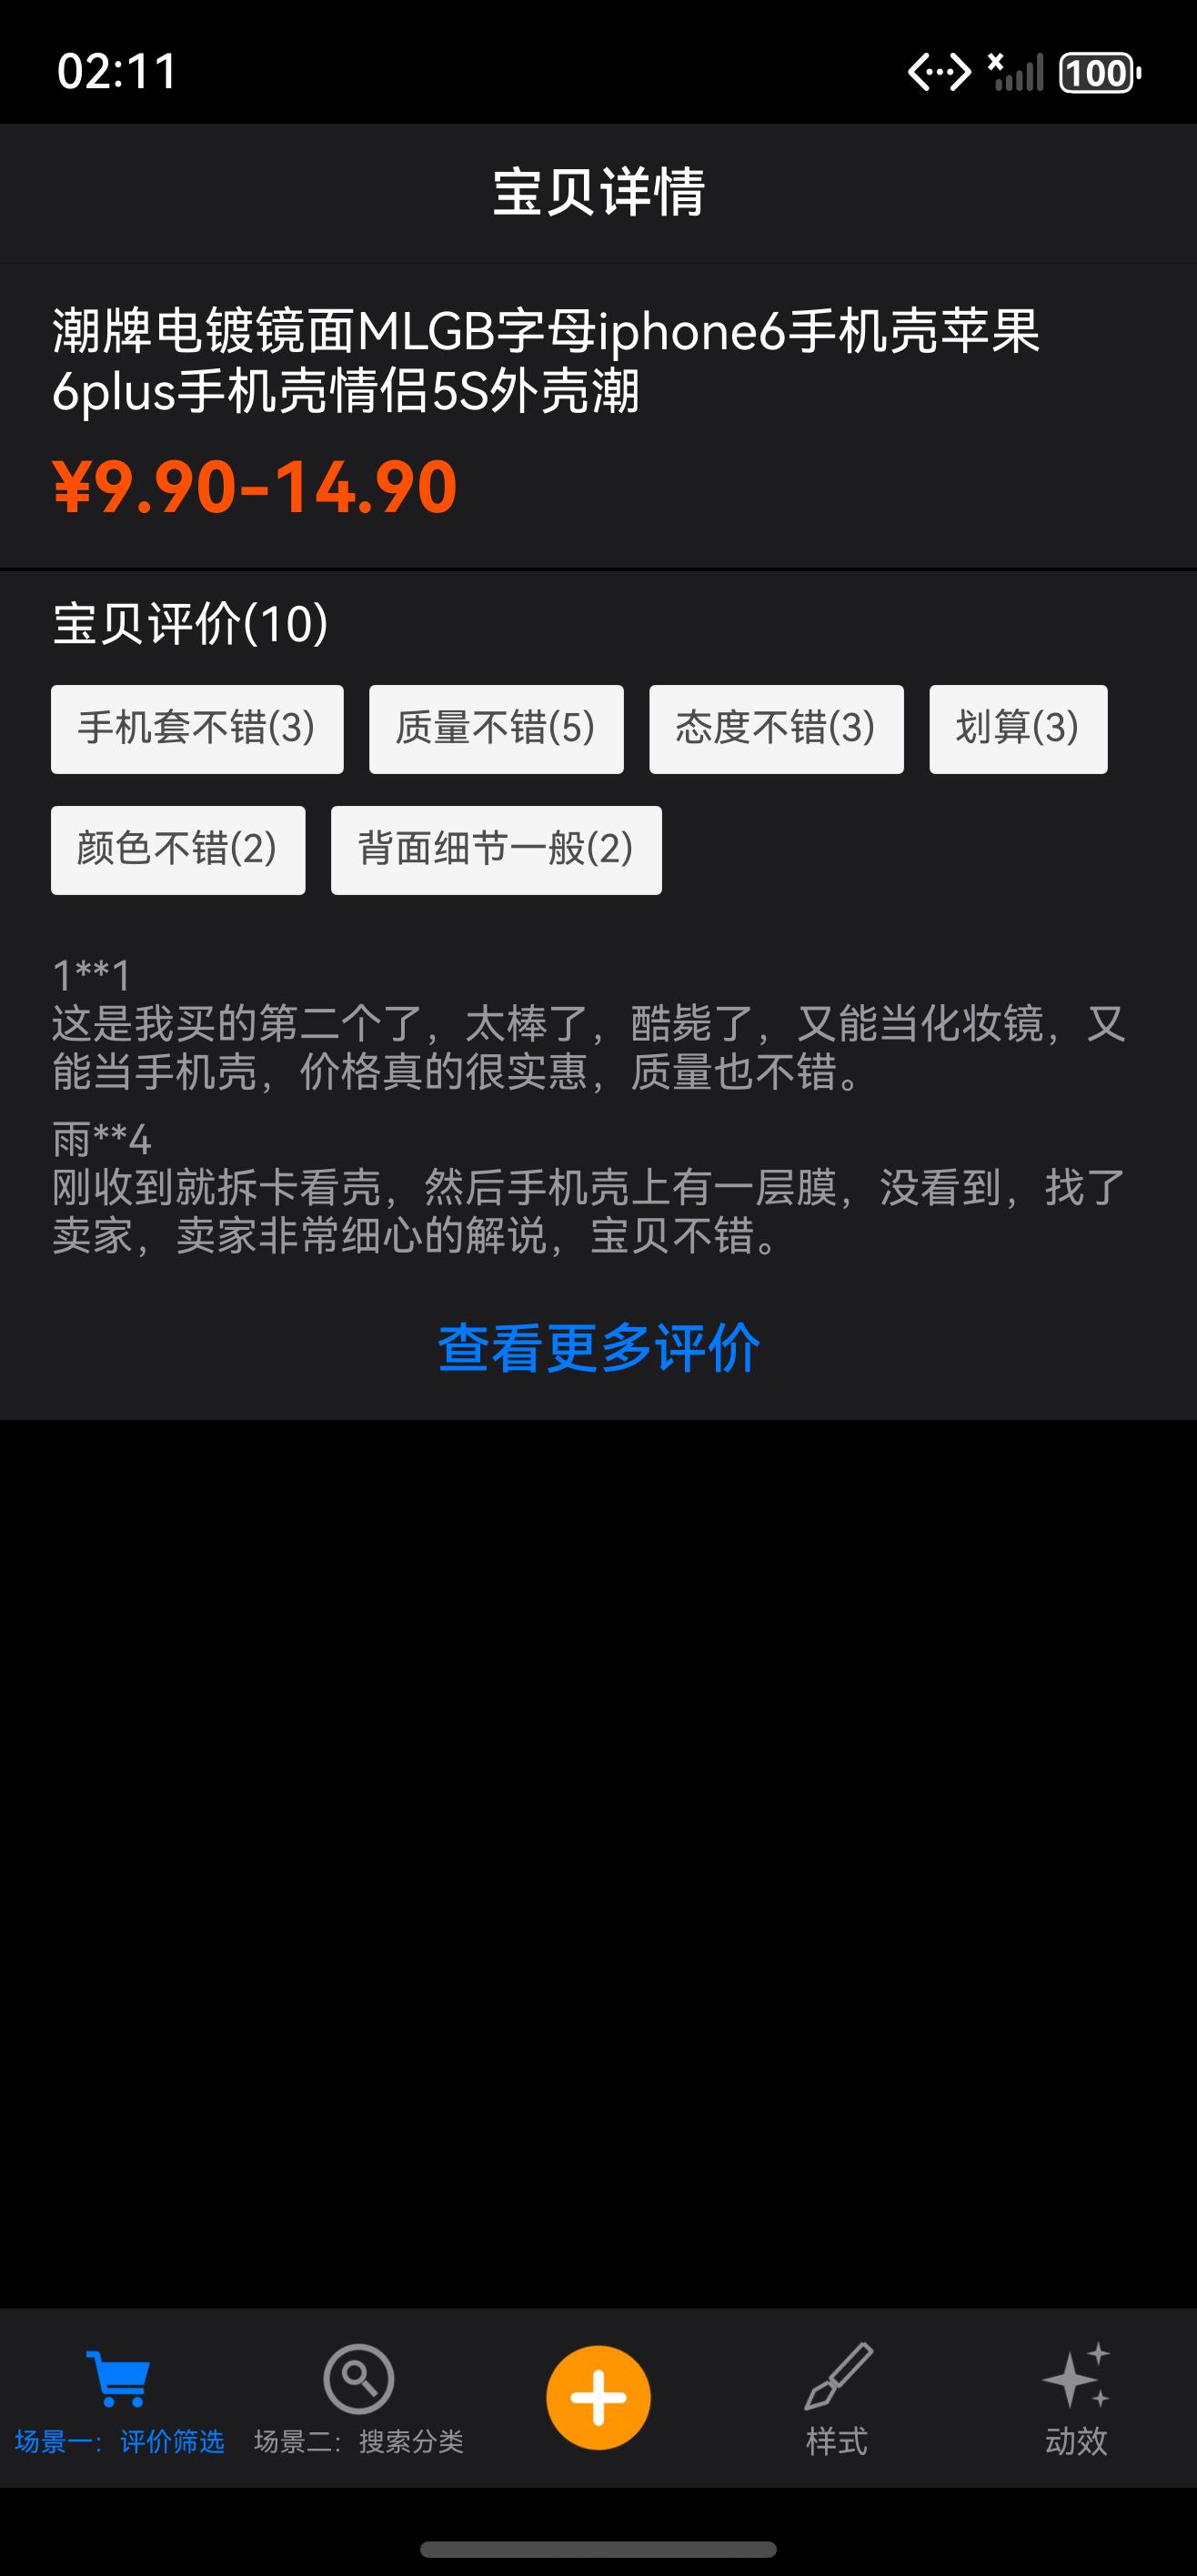 02:11
100
宝贝详情
潮牌电镀镜面MLGB字母iphone6手机壳苹果
6plus手机壳情侣5S外壳潮
¥9.90-14.90
宝贝评价(10)
手机套不错(3)
质量不错(5)
态度不错(3)
划算(3)
颜色不错(2)
背面细节一般(2)
1**1
这是我买的第二个了，太棒了，酷毙了，又能当化妆镜，又
能当手机壳，价格真的很实惠，质量也不错。
雨**4
刚收到就拆卡看壳，然后手机壳上有一层膜，没看到，找了
卖家，卖家非常细心的解说，宝贝不错。
查看更多评价
场景一：评价筛选
场景二：搜索分类
样式
动效